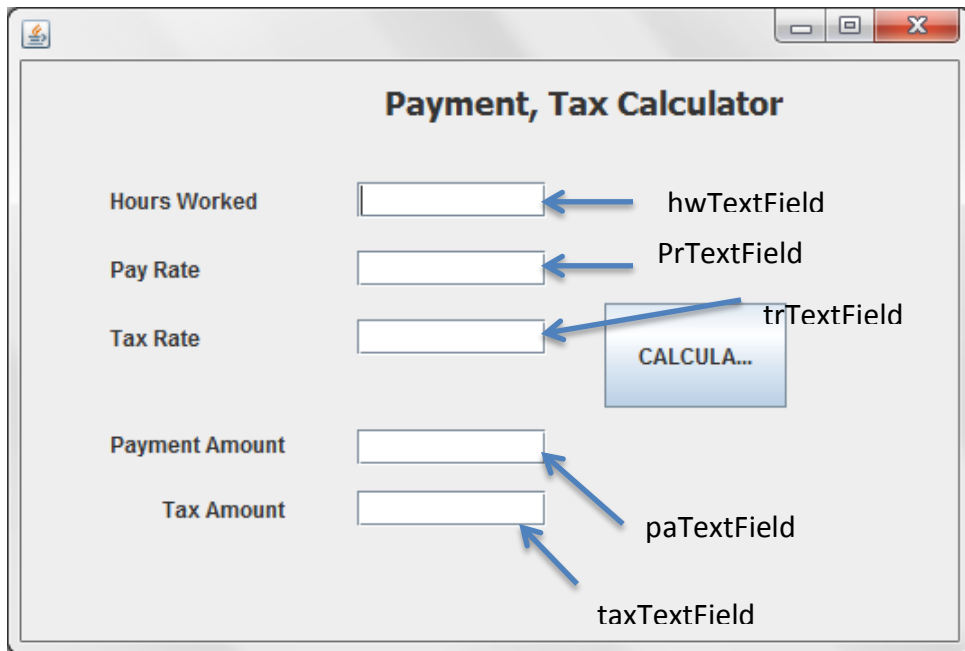 Payment, Tax Calculator
Hours Worked
hwTextField
Pay Rate
PrTextField
Tax Rate
trTextField
CALCULA...
Payment Amount
paTextField
Tax Amount
taxTextField